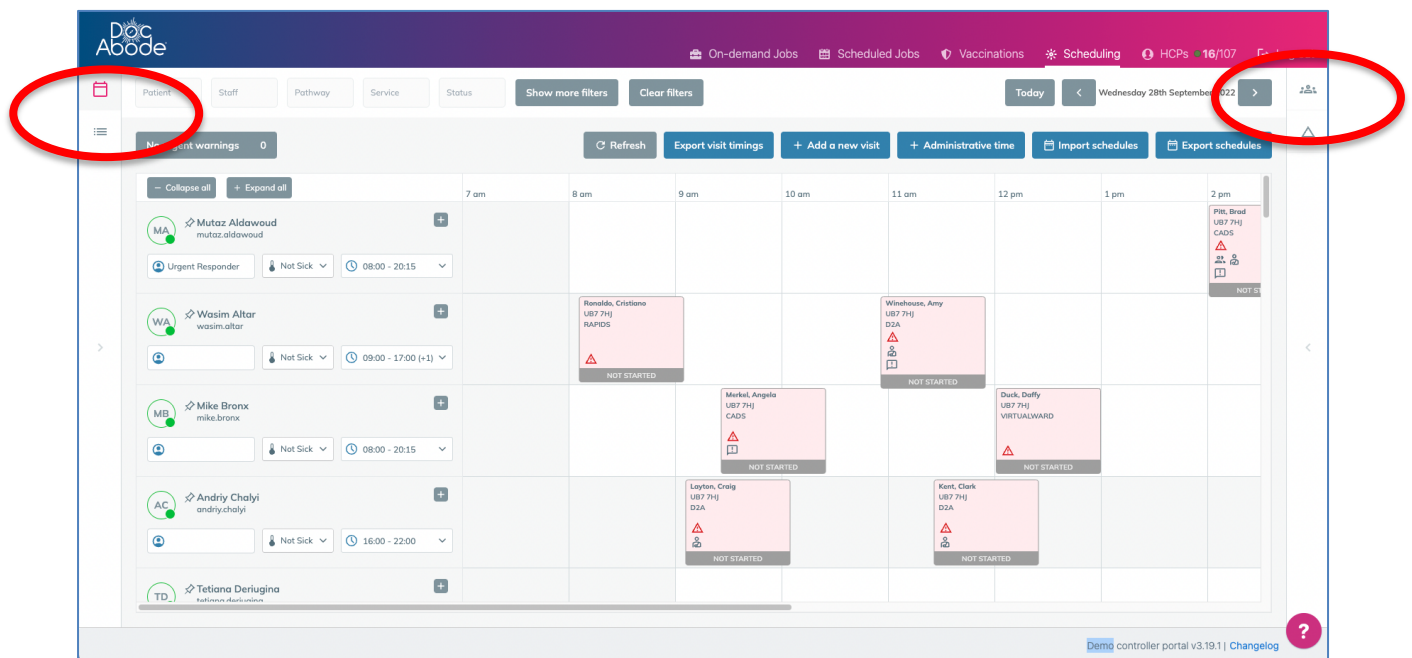 Doc
Abode
On-demand Jobs Scheduled Jobs Vaccinations Scheduling HCPs 16/107
Patient Staff Pathway Service Status Show more filters Clear filters Today < Wednesday 28th September 2022 >
warnings 0 Refresh Export visit timings + Add a new visit + Administrative time Import schedules Export schedules
− Collapse all + Expand all 7 am 8 am 9 am 10 am 11 am 12 pm 1 pm 2 pm
MA Mutaz Aldawoud +
mutaz.aldawoud
Urgent Responder Not Sick 08:00 - 20:15
Pitt, Brad
UB7 7HJ
CADS
WA Wasim Altar +
wasim.altar
Not Sick 09:00 - 17:00 (+1)
Ronaldo, Cristiano
UB7 7HJ
RAPIDS
NOT STARTED
Winehouse, Amy
UB7 7HJ
D2A
NOT STARTED
MB Mike Bronx +
mike.bronx
Not Sick 08:00 - 20:15
Merkel, Angela
UB7 7HJ
CADS
NOT STARTED
Duck, Daffy
UB7 7HJ
VIRTUALWARD
NOT STARTED
AC Andriy Chalyi +
andriy.chalyi
Not Sick 16:00 - 22:00
Layton, Craig
UB7 7HJ
D2A
NOT STARTED
Kent, Clark
UB7 7HJ
D2A
NOT STARTED
TD Tetiana Deriugina +
tetiana.deriugina
Demo controller portal v3.19.1 | Changelog
?